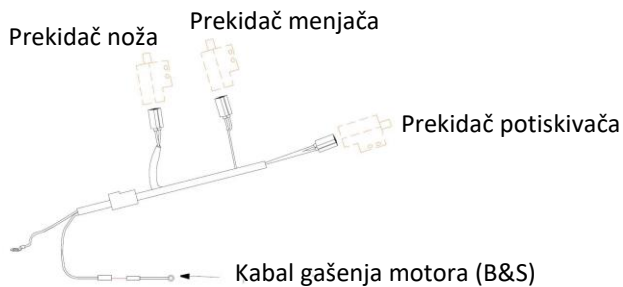 Prekidač menjača
Prekidač noža
Prekidač potiskivača
Kabal gašenja motora (B&S)